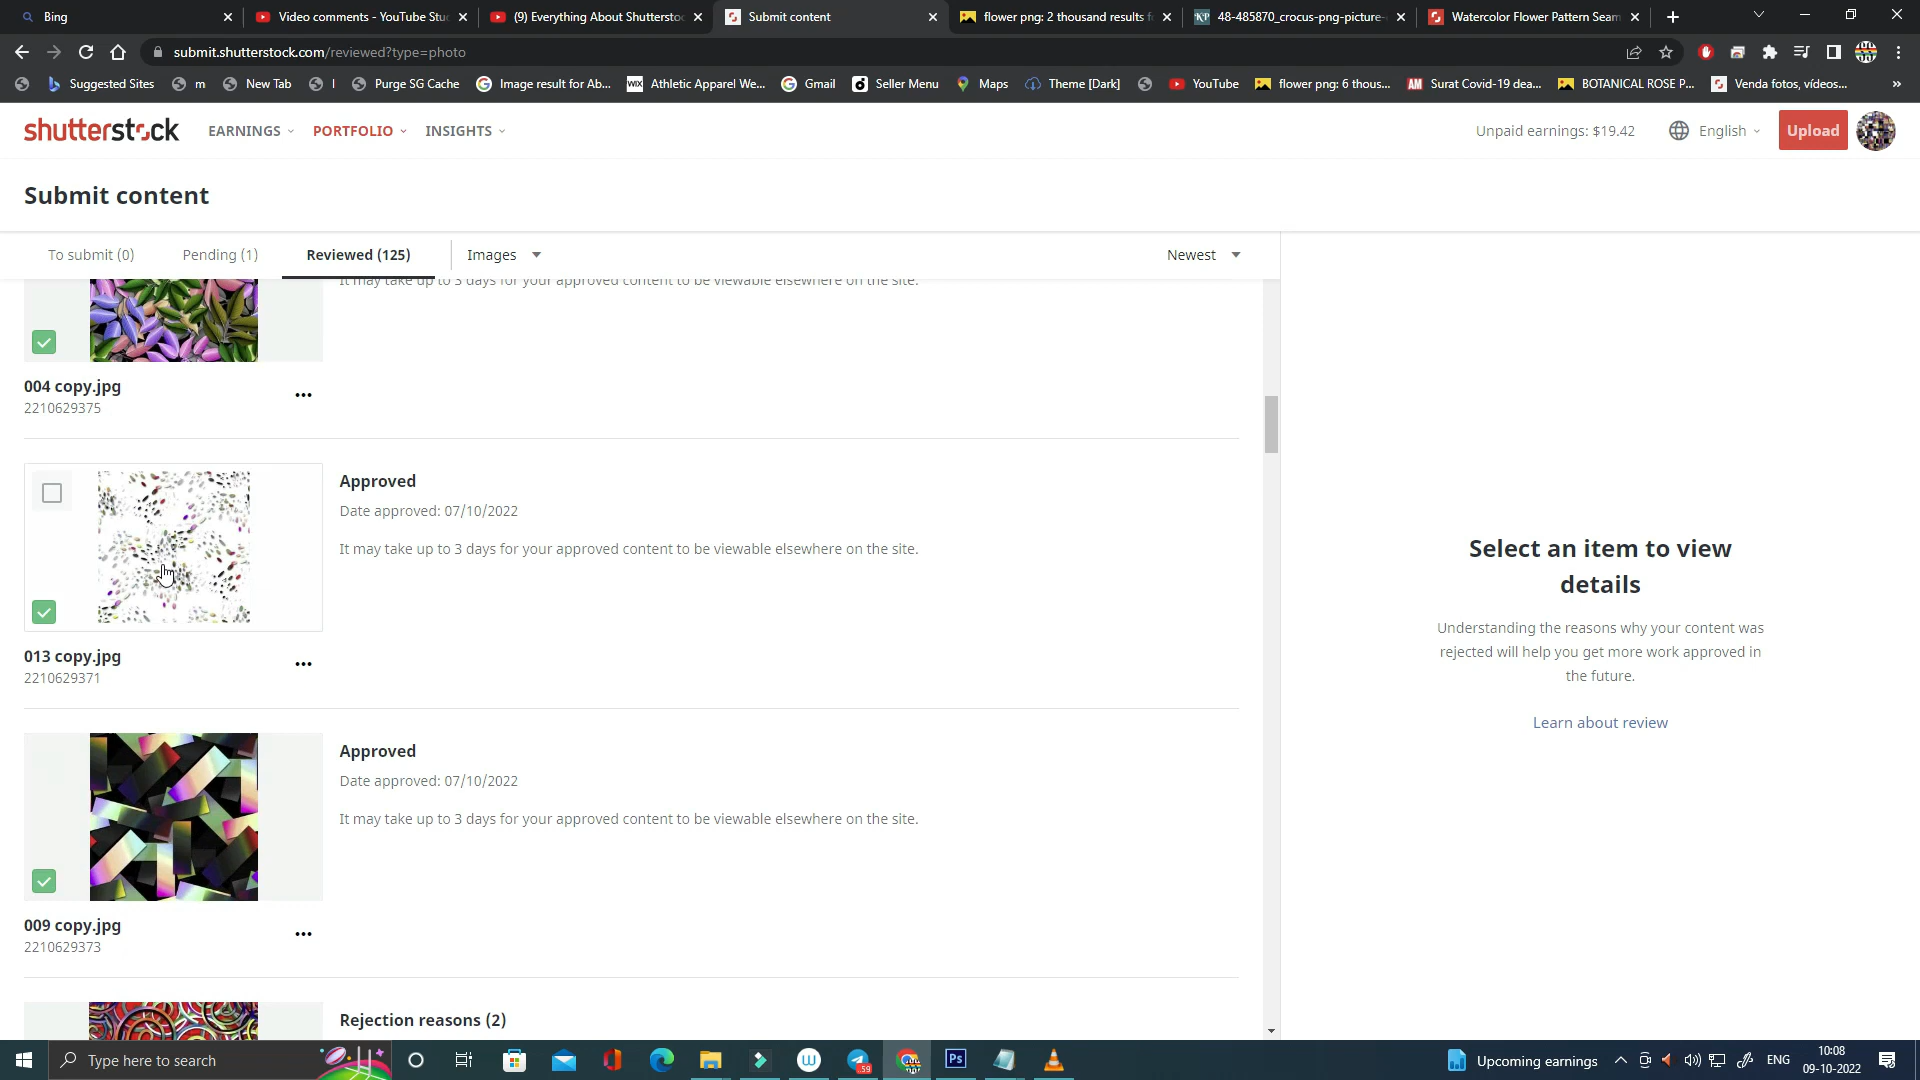 Bing
Video comments - YouTube Stu
(9) Everything About Shutterstoc
Submit content
flower png: 2 thousand results f
48-485870_crocus-png-picture-
Watercolor Flower Pattern Seam
submit.shutterstock.com/reviewed?type=photo
Suggested Sites
m
New Tab
l
Purge SG Cache
Image result for Ab...
WIX
Athletic Apparel We...
Gmail
Seller Menu
Maps
Theme [Dark]
YouTube
flower png: 6 thous...
AM
Surat Covid-19 dea...
BOTANICAL ROSE P...
Venda fotos, vídeos...
shutterstock
EARNINGS
PORTFOLIO
INSIGHTS
Unpaid earnings: $19.42
English
Upload
Submit content
To submit (0)
Pending (1)
Reviewed (125)
Images
Newest
It may take up to 3 days for your approved content to be viewable elsewhere on the site.
004 copy.jpg
2210629375
Approved
Date approved: 07/10/2022
It may take up to 3 days for your approved content to be viewable elsewhere on the site.
013 copy.jpg
2210629371
Approved
Date approved: 07/10/2022
It may take up to 3 days for your approved content to be viewable elsewhere on the site.
009 copy.jpg
2210629373
Rejection reasons (2)
Select an item to view
details
Understanding the reasons why your content was
rejected will help you get more work approved in
the future.
Learn about review
Type here to search
W
59
Ps
Upcoming earnings
ENG
10:08
09-10-2022